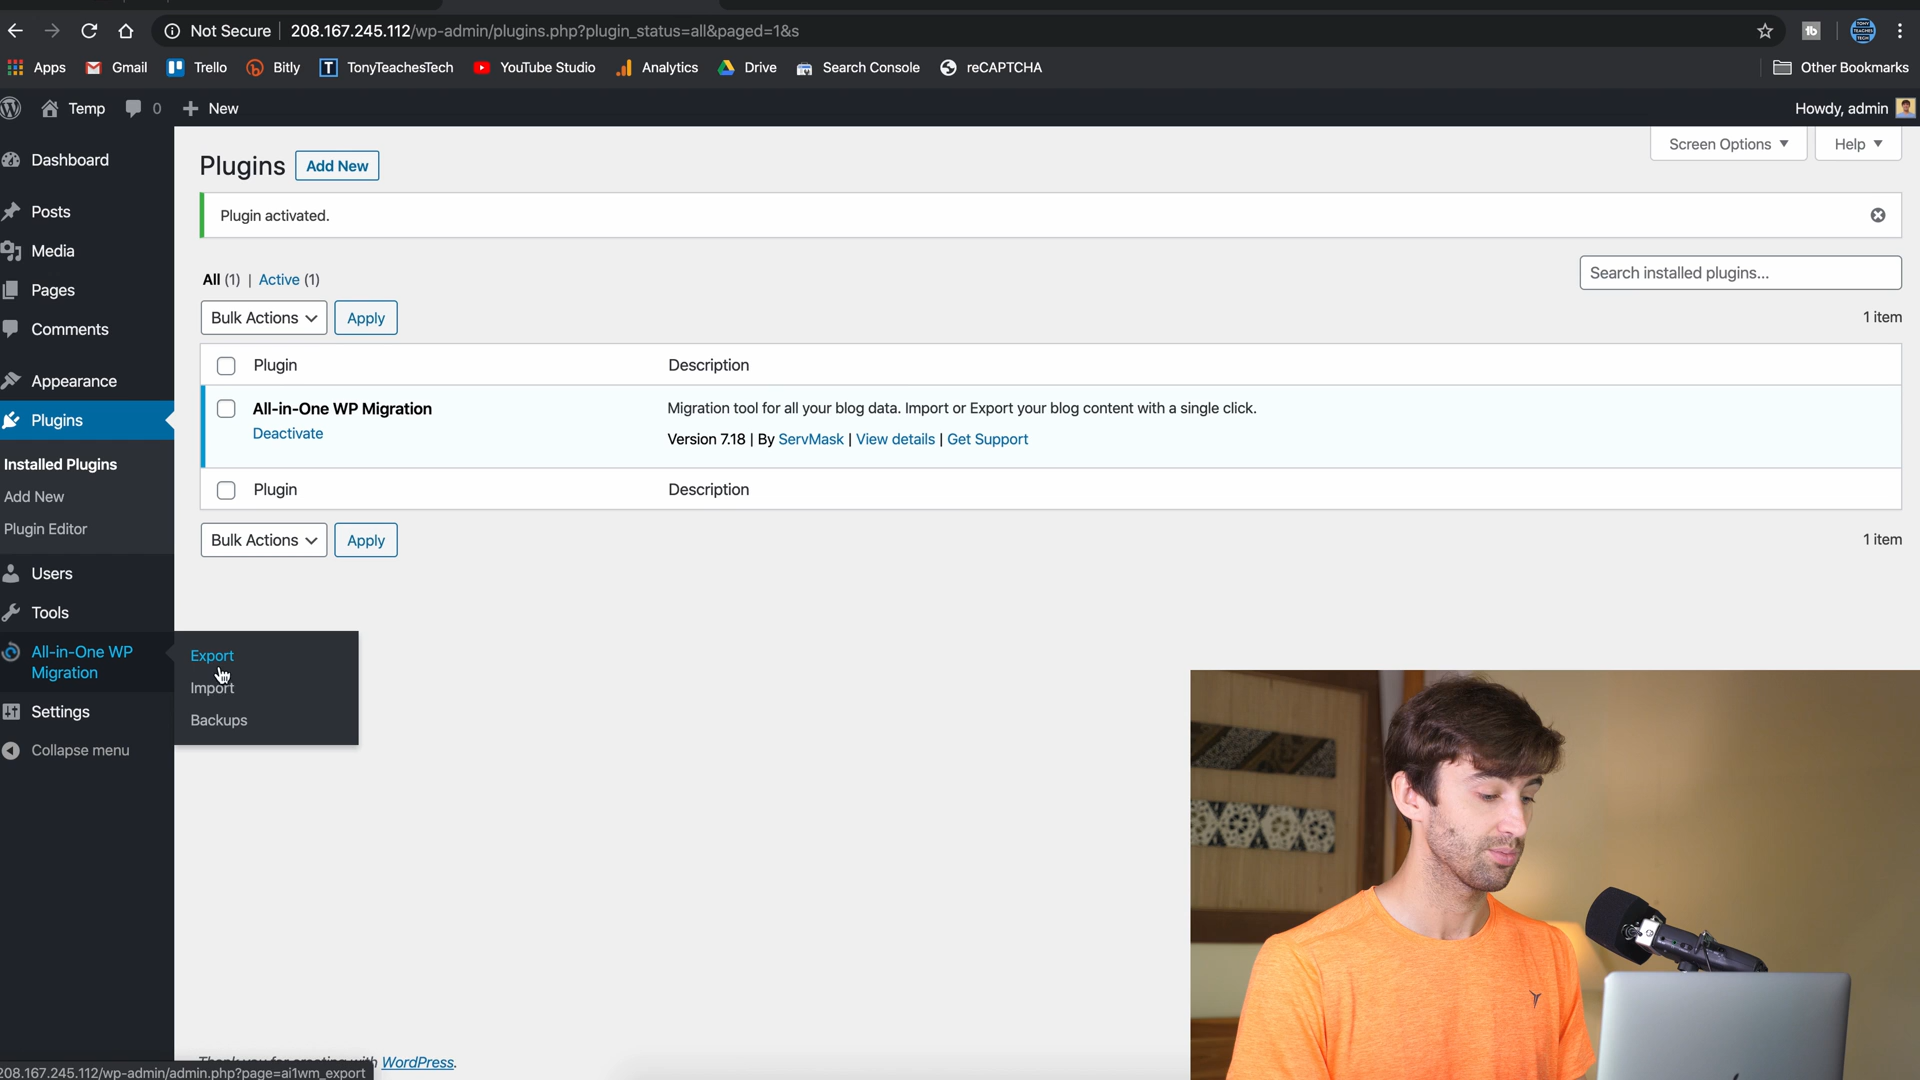 Not Secure 208.167.245.112/wp-admin/plugins.php?plugin_status=all&paged=1&s
Apps Gmail Trello Bitly T TonyTeachesTech YouTube Studio Analytics Drive Search Console reCAPTCHA Other Bookmarks
Temp 0 + New Howdy, admin
Screen Options Help
Plugins Add New
Plugin activated.
All (1) | Active (1)
Search installed plugins...
Bulk Actions Apply
1 item
Plugin Description
All-in-One WP Migration Migration tool for all your blog data. Import or Export your blog content with a single click.
Deactivate Version 7.18 | By ServMask | View details | Get Support
Plugin Description
Bulk Actions Apply
1 item
Dashboard
Posts
Media
Pages
Comments
Appearance
Plugins
Installed Plugins
Add New
Plugin Editor
Users
Tools
All-in-One WP
Migration
Settings
Collapse menu
Export
Import
Backups
WordPress.
208.167.245.112/wp-admin/admin.php?page=ai1wm_export